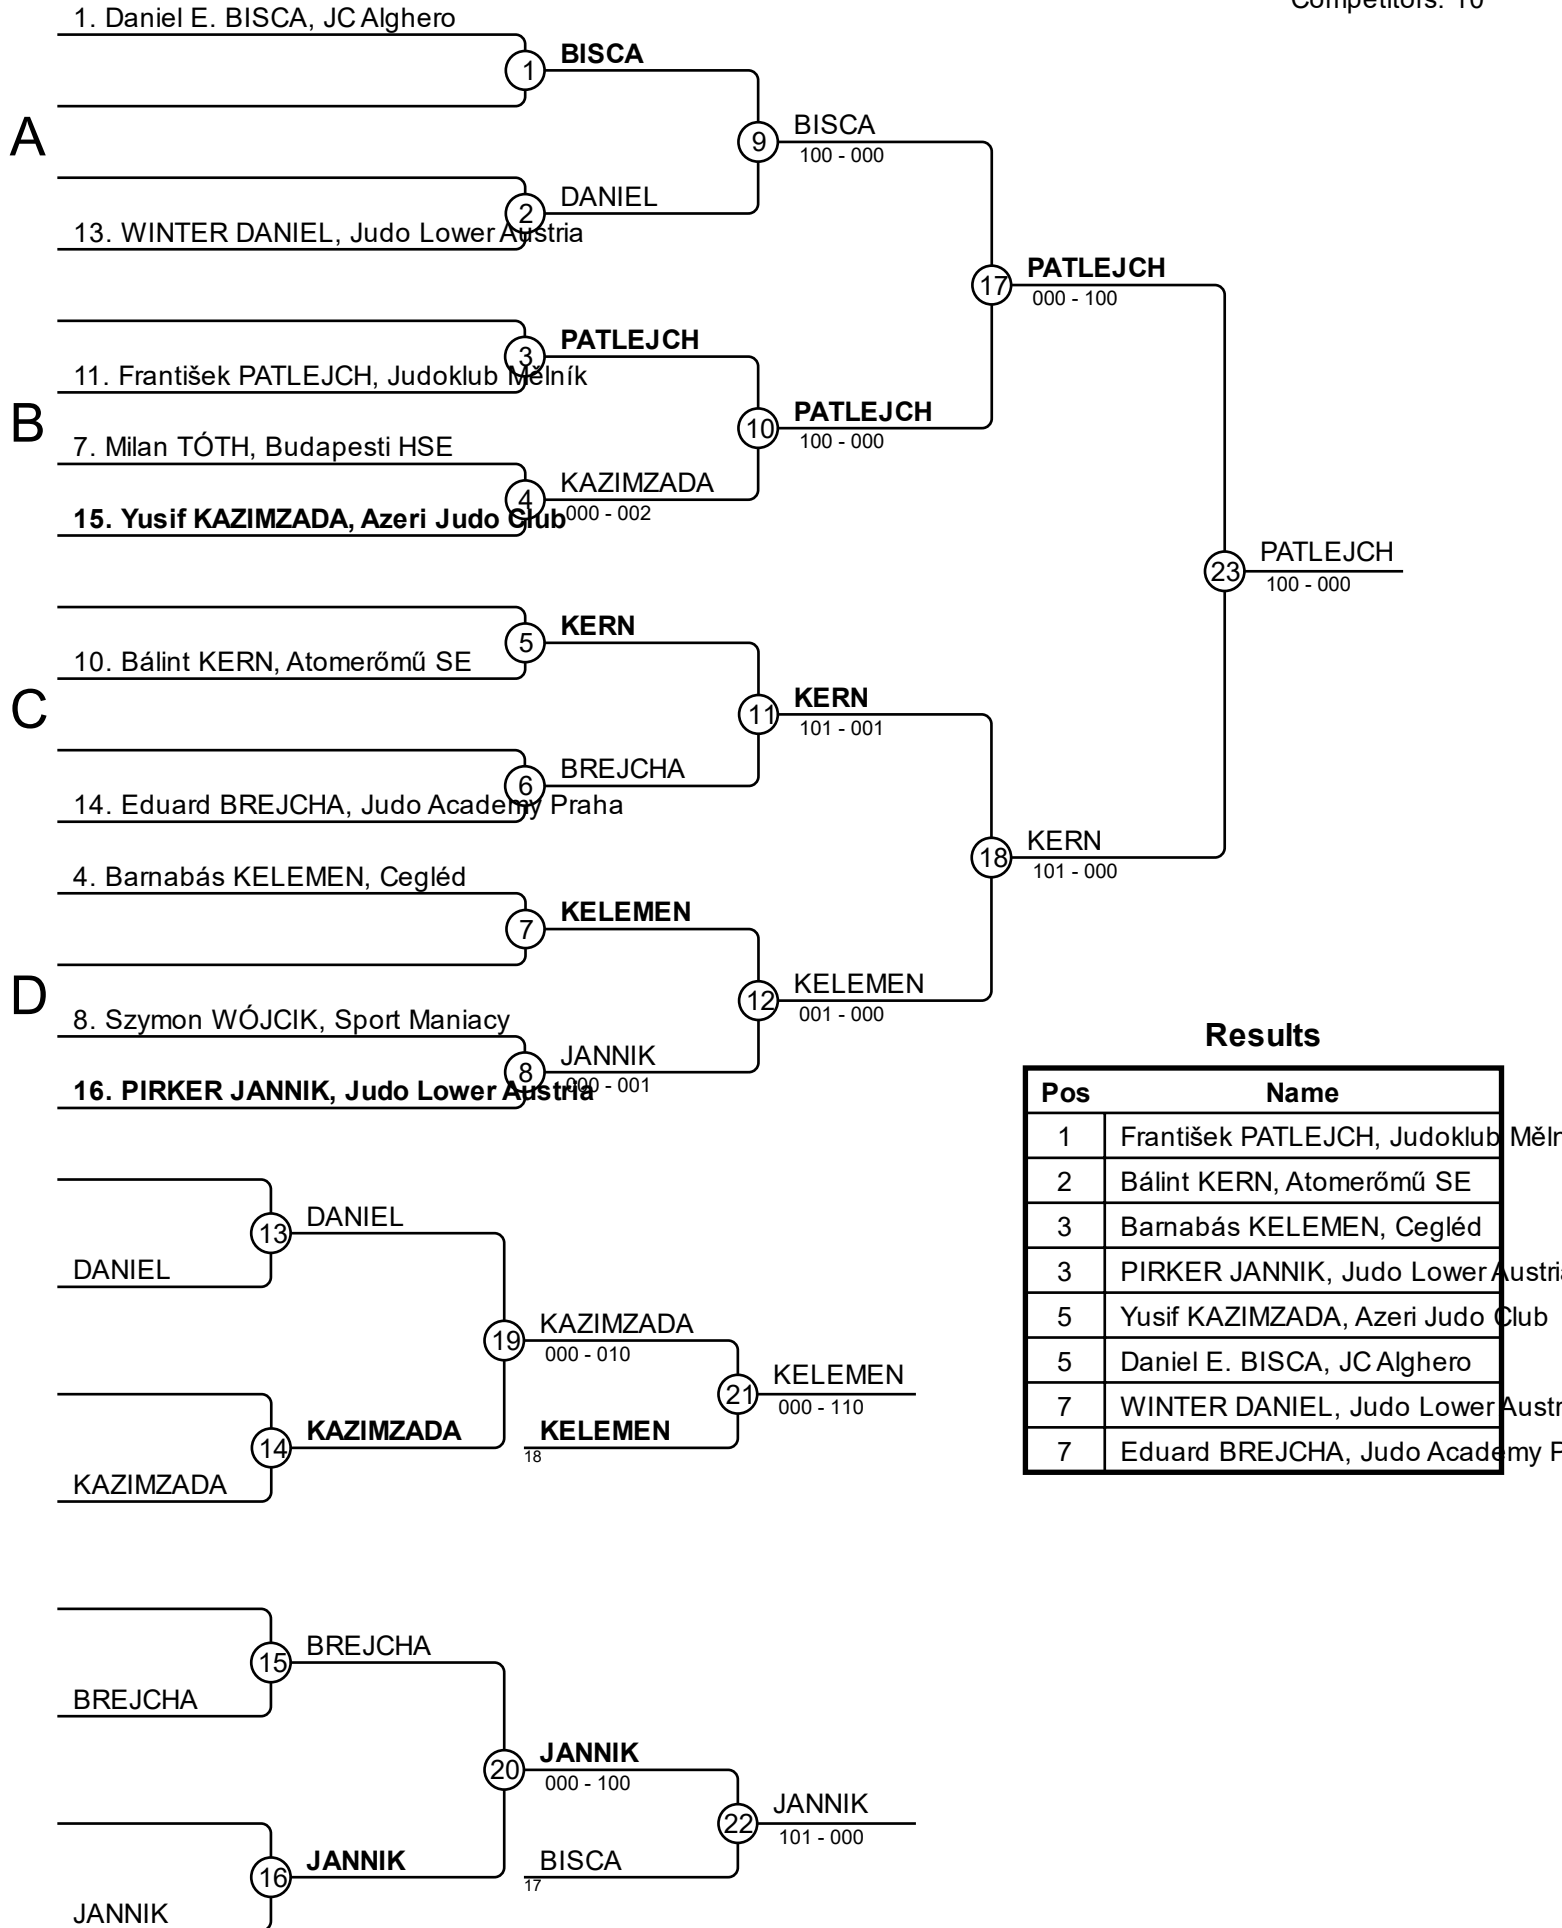 Competitors: 10
1. Daniel E. BISCA, JC Alghero
BISCA
1
BISCA
9
100 - 000
A
DANIEL
2
13. WINTER DANIEL, Judo Lower Austria
PATLEJCH
17
000 - 100
PATLEJCH
3
11. František PATLEJCH, Judoklub Mělník
PATLEJCH
B
10
100 - 000
7. Milan TÓTH, Budapesti HSE
KAZIMZADA
4
000 - 002
15. Yusif KAZIMZADA, Azeri Judo Club
PATLEJCH
23
100 - 000
KERN
5
10. Bálint KERN, Atomerőmű SE
KERN
C
11
101 - 001
BREJCHA
6
14. Eduard BREJCHA, Judo Academy Praha
KERN
18
101 - 000
4. Barnabás KELEMEN, Cegléd
KELEMEN
7
KELEMEN
D
12
001 - 000
8. Szymon WÓJCIK, Sport Maniacy
JANNIK
8
000 - 001
16. PIRKER JANNIK, Judo Lower Austria
Results
Pos Name
1 František PATLEJCH, Judoklub Měln
2 Bálint KERN, Atomerőmű SE
3 Barnabás KELEMEN, Cegléd
3 PIRKER JANNIK, Judo Lower Austria
5 Yusif KAZIMZADA, Azeri Judo Club
5 Daniel E. BISCA, JC Alghero
7 WINTER DANIEL, Judo Lower Austr
7 Eduard BREJCHA, Judo Academy P
DANIEL
13
DANIEL
KAZIMZADA
19
000 - 010
KELEMEN
21
000 - 110
KAZIMZADA
14
KELEMEN
18
KAZIMZADA
BREJCHA
15
BREJCHA
JANNIK
20
000 - 100
JANNIK
22
101 - 000
JANNIK
16
BISCA
17
JANNIK